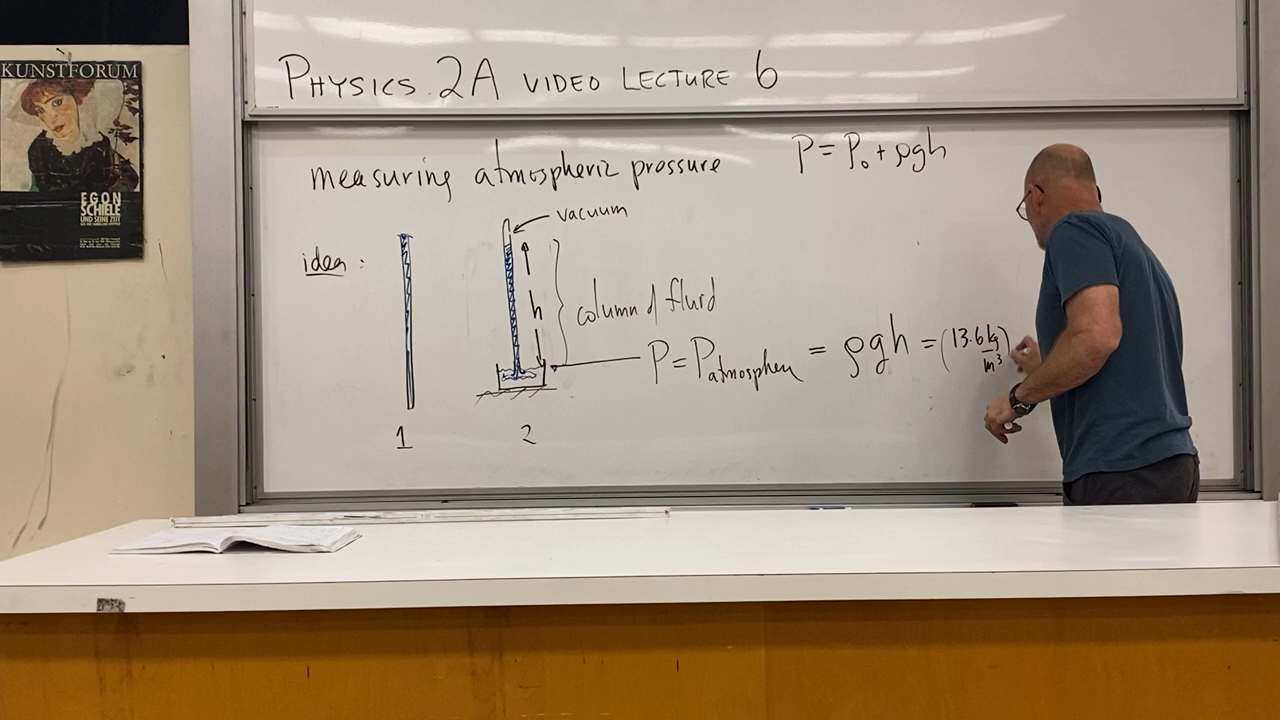 PHYSICS 2A VIDEO LECTURE 6
measuring atmospheric pressure
P = P₀ + ρgh
idea:
vacuum
h
column of fluid
P = Patmosphere = ρgh = (13.6 kg/m³)
1
2
KUNSTFORUM
EGON
SCHIELE
UND SEINE ZEIT